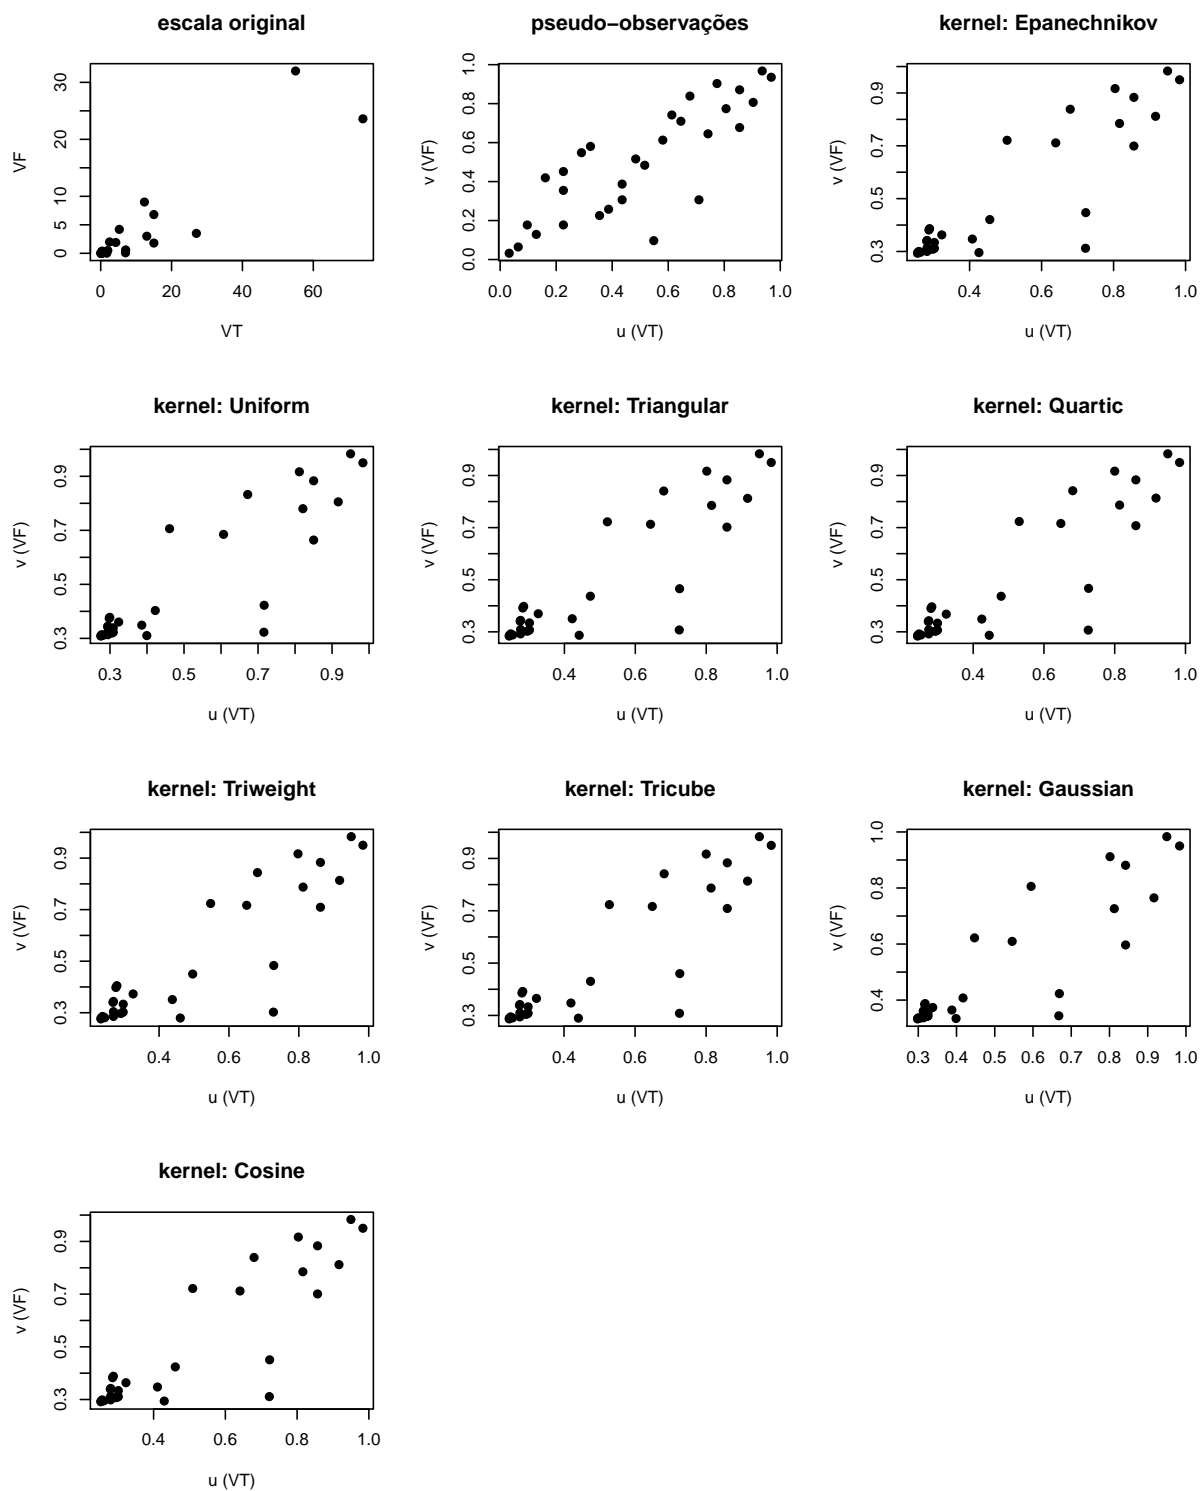 escala original
30
20
10
5
0
VF
0 20 40 60
VT
pseudo−observações
1.0
0.8
0.6
0.4
0.2
0.0
v (VF)
0.0 0.2 0.4 0.6 0.8 1.0
u (VT)
kernel: Epanechnikov
0.9
0.7
0.5
0.3
v (VF)
0.4 0.6 0.8 1.0
u (VT)
kernel: Uniform
0.9
0.7
0.5
0.3
v (VF)
0.3 0.5 0.7 0.9
u (VT)
kernel: Triangular
0.9
0.7
0.5
0.3
v (VF)
0.4 0.6 0.8 1.0
u (VT)
kernel: Quartic
0.9
0.7
0.5
0.3
v (VF)
0.4 0.6 0.8 1.0
u (VT)
kernel: Triweight
0.9
0.7
0.5
0.3
v (VF)
0.4 0.6 0.8 1.0
u (VT)
kernel: Tricube
0.9
0.7
0.5
0.3
v (VF)
0.4 0.6 0.8 1.0
u (VT)
kernel: Gaussian
1.0
0.8
0.6
0.4
v (VF)
0.3 0.4 0.5 0.6 0.7 0.8 0.9 1.0
u (VT)
kernel: Cosine
0.9
0.7
0.5
0.3
v (VF)
0.4 0.6 0.8 1.0
u (VT)